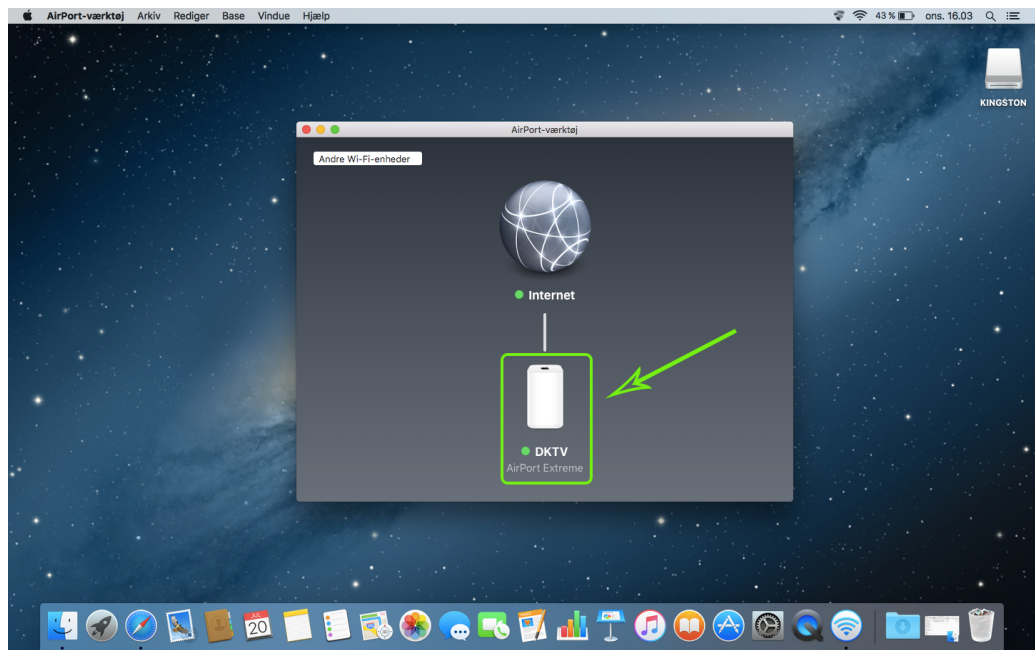 AirPort-værktøj Arkiv Rediger Base Vindue Hjælp 43 % ons. 16.03
KINGSTON
AirPort-værktøj
Andre Wi-Fi-enheder
Internet
DKTV
AirPort Extreme
20